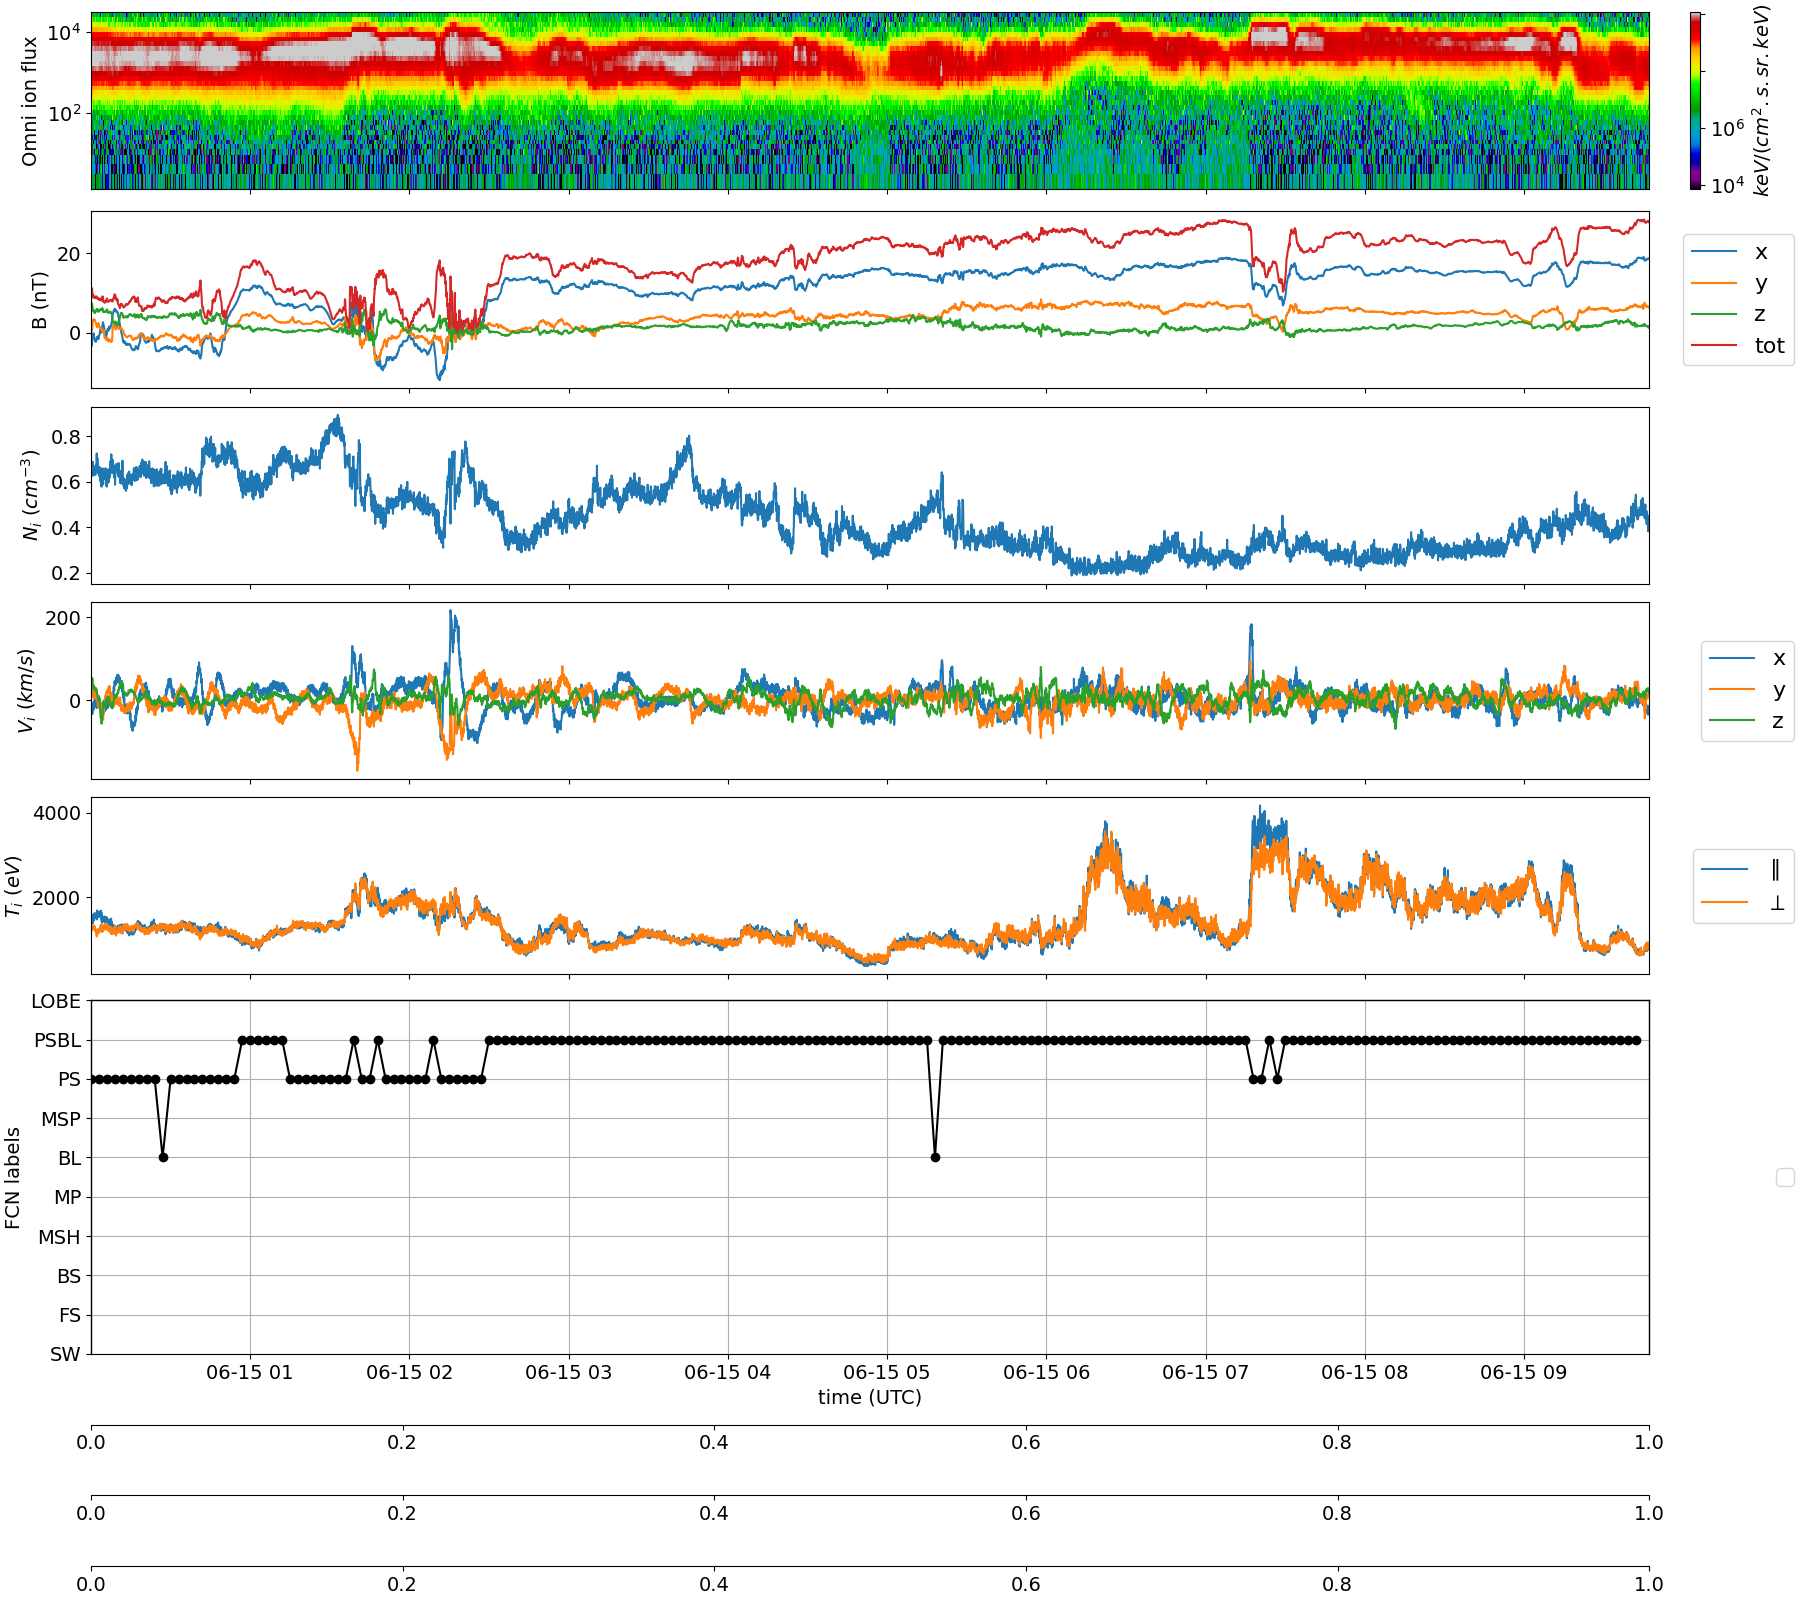 Omni ion flux
10^4
10^2
10^6
10^4
keV/(cm^2.s.sr.keV)
B (nT)
20
0
x
y
z
tot
N_i (cm^{-3})
0.8
0.6
0.4
0.2
V_i (km/s)
200
0
x
y
z
T_i (eV)
4000
2000
∥
⊥
FCN labels
LOBE
PSBL
PS
MSP
BL
MP
MSH
BS
FS
SW
06-15 01 06-15 02 06-15 03 06-15 04 06-15 05 06-15 06 06-15 07 06-15 08 06-15 09
time (UTC)
0.0 0.2 0.4 0.6 0.8 1.0
0.0 0.2 0.4 0.6 0.8 1.0
0.0 0.2 0.4 0.6 0.8 1.0